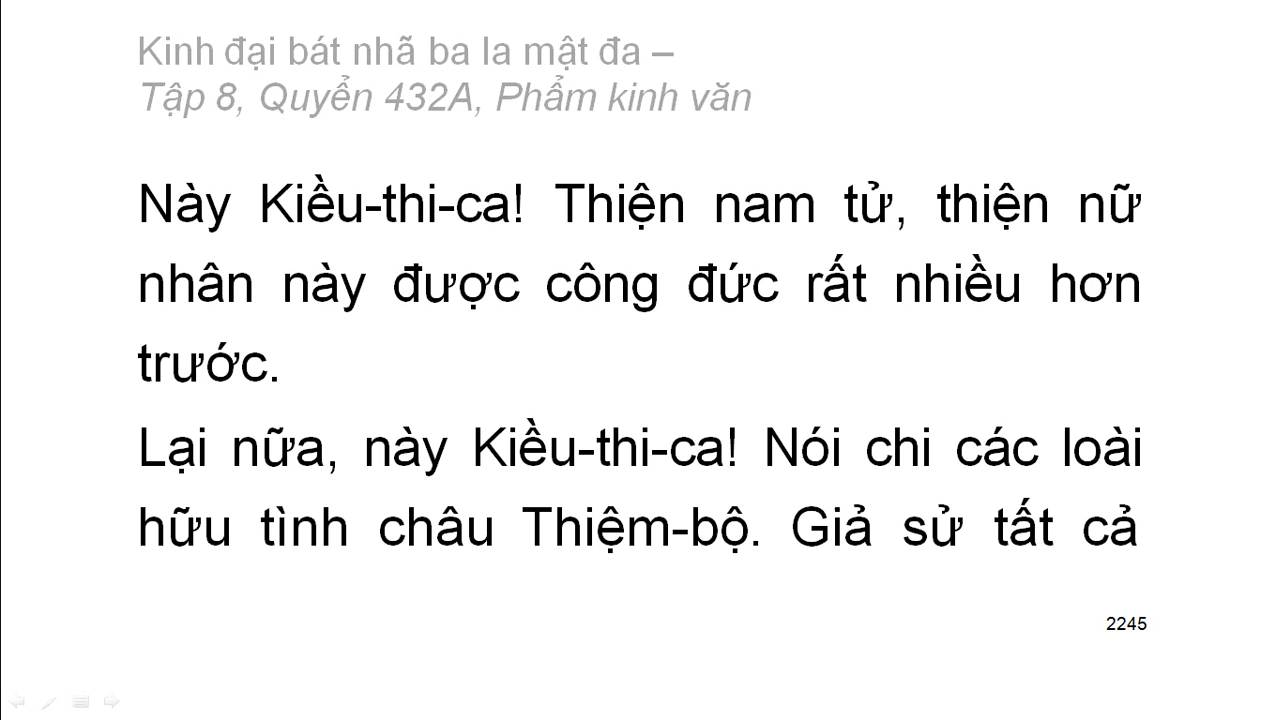 Kinh đại bát nhã ba la mật đa –
Tập 8, Quyển 432A, Phẩm kinh văn
Này Kiều-thi-ca! Thiện nam tử, thiện nữ
nhân này được công đức rất nhiều hơn
trước.
Lại nữa, này Kiều-thi-ca! Nói chi các loài
hữu tình châu Thiệm-bộ. Giả sử tất cả
2245